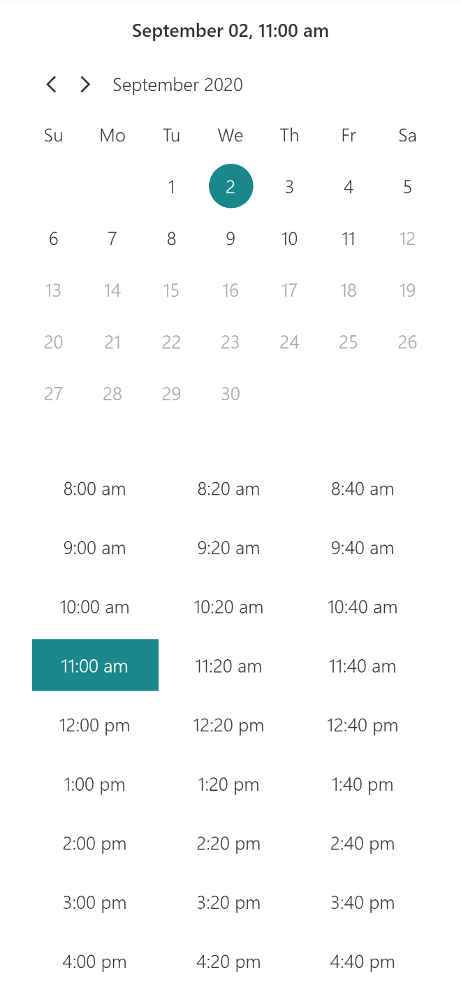 September 02, 11:00 am
September 2020
Su Mo Tu We Th Fr Sa
1 2 3 4 5
6 7 8 9 10 11 12
13 14 15 16 17 18 19
20 21 22 23 24 25 26
27 28 29 30
8:00 am 8:20 am 8:40 am
9:00 am 9:20 am 9:40 am
10:00 am 10:20 am 10:40 am
11:00 am 11:20 am 11:40 am
12:00 pm 12:20 pm 12:40 pm
1:00 pm 1:20 pm 1:40 pm
2:00 pm 2:20 pm 2:40 pm
3:00 pm 3:20 pm 3:40 pm
4:00 pm 4:20 pm 4:40 pm